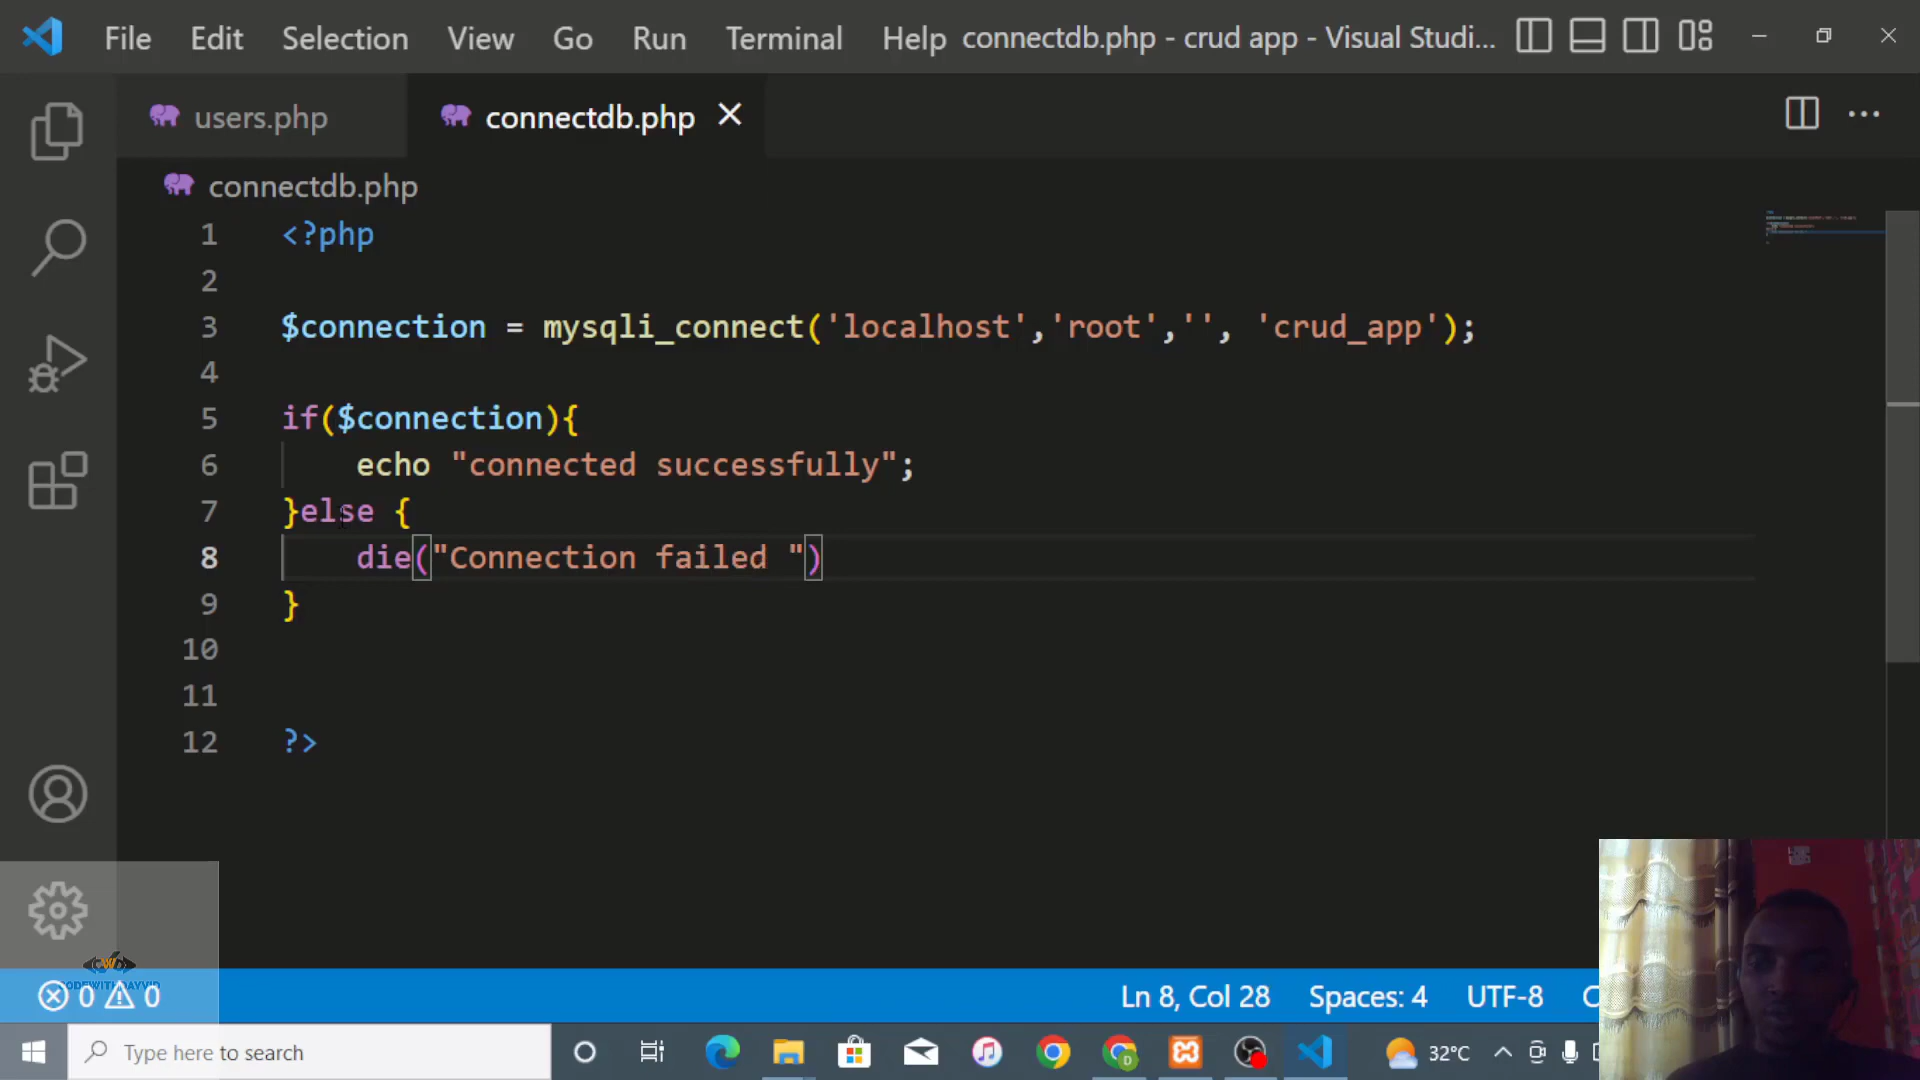 File Edit Selection View Go Run Terminal Help connectdb.php - crud app - Visual Studi...
users.php connectdb.php
connectdb.php
1 <?php
2
3 $connection = mysqli_connect('localhost','root','', 'crud_app');
4
5 if($connection){
6 echo "connected successfully";
7 }else {
8 die("Connection failed ")
9 }
10
11
12 ?>
CWD
CODEWITHDAYVID
0 0 Ln 8, Col 28 Spaces: 4 UTF-8
Type here to search 32°C